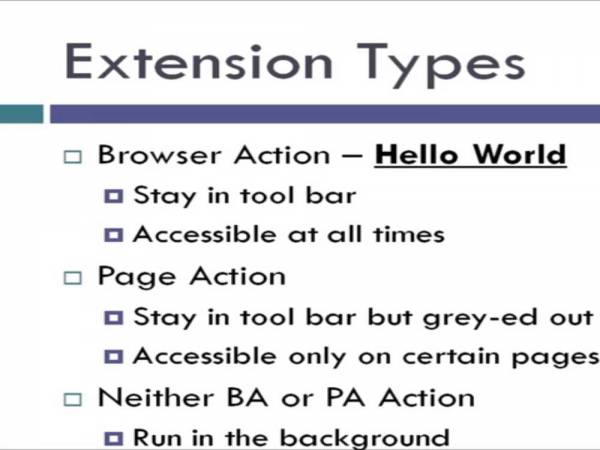 Extension Types
Browser Action – Hello World
Stay in tool bar
Accessible at all times
Page Action
Stay in tool bar but grey-ed out
Accessible only on certain pages
Neither BA or PA Action
Run in the background